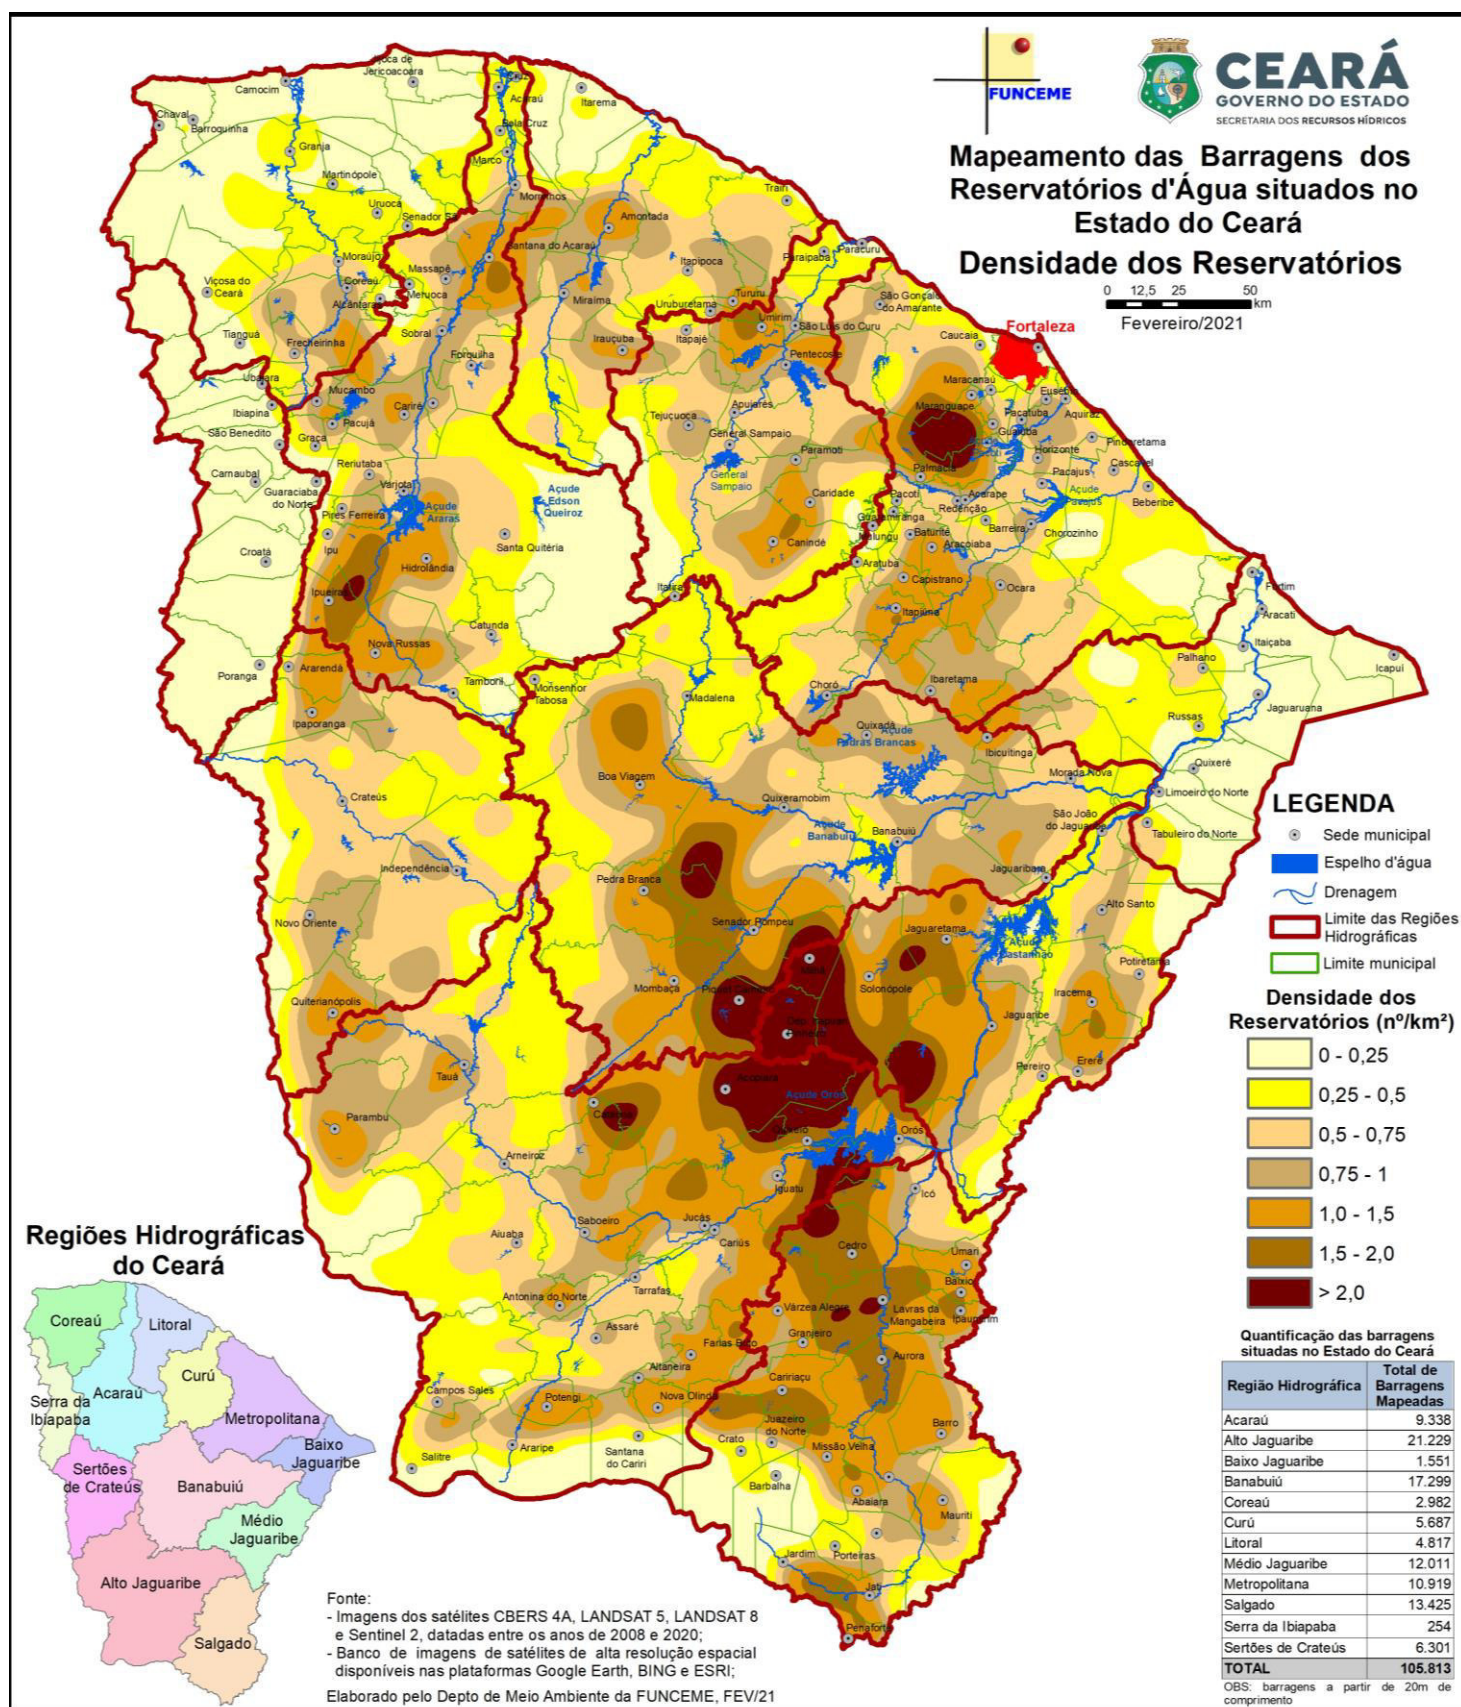 FUNCEME
CEARÁ
GOVERNO DO ESTADO
SECRETARIA DOS RECURSOS HÍDRICOS
Mapeamento das Barragens dos
Reservatórios d'Água situados no
Estado do Ceará
Densidade dos Reservatórios
0 12,5 25 50
km
Fevereiro/2021
Jijoca de
Jericoacoara
Camocim
Acaraú
Itarema
Chaval
Barroquinha
Bela Cruz
Granja
Marco
Martinópole
Morrinhos
Trairi
Uruoca
Senador Sá
Amontada
Santana do Acaraú
Moraújo
Massapê
Itapipoca
Paraipaba
Paracuru
Viçosa do
Ceará
Coreaú
Meruoca
Alcântaras
Miraíma
Uruburetama
Tururu
São Gonçalo
do Amarante
Tianguá
Sobral
Umirim
São Luis do Curu
Fortaleza
Frecheirinha
Forquilha
Irauçuba
Itapajé
Caucaia
Pentecoste
Ubajara
Mucambo
Maracanaú
Eusébio
Ibiapina
Cariré
Apuiarés
Maranguape
Pacatuba
Aquiraz
Pacujá
Tejuçuoca
São Benedito
Graça
General Sampaio
Guaiúba
Pindoretama
Horizonte
Carnaubal
Reriutaba
Paramoti
Cascavel
Guaraciaba
do Norte
Varjota
General
Sampaio
Palmácia
Pacajus
Açude
Edson
Queiroz
Caridade
Pacoti
Acarape
Açude
Beberibe
Pires Ferreira
Açude
Araras
Guaramiranga
Redenção
Mulungu
Barreira
Chorozinho
Ipu
Santa Quitéria
Canindé
Baturité
Croatá
Hidrolândia
Aracoiaba
Aratuba
Capistrano
Ocara
Fortim
Ipueiras
Itatira
Itapiúna
Aracati
Catunda
Nova Russas
Itaiçaba
Poranga
Ararendá
Palhano
Icapuí
Tamboril
Monsenhor
Tabosa
Madalena
Choró
Ibaretama
Ipaporanga
Russas
Jaguaruana
Quixadá
Açude
Pedras Brancas
Ibicuitinga
Boa Viagem
Quixeré
Morada Nova
Crateús
Quixeramobim
Limoeiro do Norte
São João
do Jaguaribe
Açude
Banabuiú
Banabuiú
Tabuleiro do Norte
Independência
Pedra Branca
Jaguaribara
Novo Oriente
Alto Santo
Senador Pompeu
Jaguaretama
Açude
Castanhão
Milhã
Potiretama
Mombaça
Piquet Carneiro
Solonópole
Quiterianópolis
Iracema
Dep. Irapuan
Pinheiro
Jaguaribe
Tauá
Pereiro
Ererê
Acopiara
Açude Orós
Catarina
Parambu
Quixelô
Orós
Arneiroz
Iguatu
Icó
Saboeiro
Jucás
Cariús
Aiuaba
Cedro
Umari
Tarrafas
Baixio
Antonina do Norte
Várzea Alegre
Lavras da
Mangabeira
Ipaumirim
Assaré
Granjeiro
Farias Brito
Aurora
Altaneira
Caririaçu
Campos Sales
Potengi
Nova Olinda
Juazeiro
do Norte
Barro
Araripe
Crato
Missão Velha
Salitre
Santana
do Cariri
Barbalha
Abaiara
Mauriti
Jardim
Porteiras
Jati
Penaforte
LEGENDA
Sede municipal
Espelho d'água
Drenagem
Limite das Regiões
Hidrográficas
Limite municipal
Densidade dos
Reservatórios (nº/km²)
0 - 0,25
0,25 - 0,5
0,5 - 0,75
0,75 - 1
1,0 - 1,5
1,5 - 2,0
> 2,0
Quantificação das barragens
situadas no Estado do Ceará
Região Hidrográfica Total de
Barragens
Mapeadas
Acaraú 9.338
Alto Jaguaribe 21.229
Baixo Jaguaribe 1.551
Banabuiú 17.299
Coreaú 2.982
Curú 5.687
Litoral 4.817
Médio Jaguaribe 12.011
Metropolitana 10.919
Salgado 13.425
Serra da Ibiapaba 254
Sertões de Crateús 6.301
TOTAL 105.813
OBS: barragens a partir de 20m de
comprimento
Regiões Hidrográficas
do Ceará
Coreaú
Litoral
Acaraú
Curú
Serra da
Ibiapaba
Metropolitana
Baixo
Jaguaribe
Sertões
de Crateús
Banabuiú
Médio
Jaguaribe
Alto Jaguaribe
Salgado
Fonte:
- Imagens dos satélites CBERS 4A, LANDSAT 5, LANDSAT 8
e Sentinel 2, datadas entre os anos de 2008 e 2020;
- Banco de imagens de satélites de alta resolução espacial
disponíveis nas plataformas Google Earth, BING e ESRI;
Elaborado pelo Depto de Meio Ambiente da FUNCEME, FEV/21